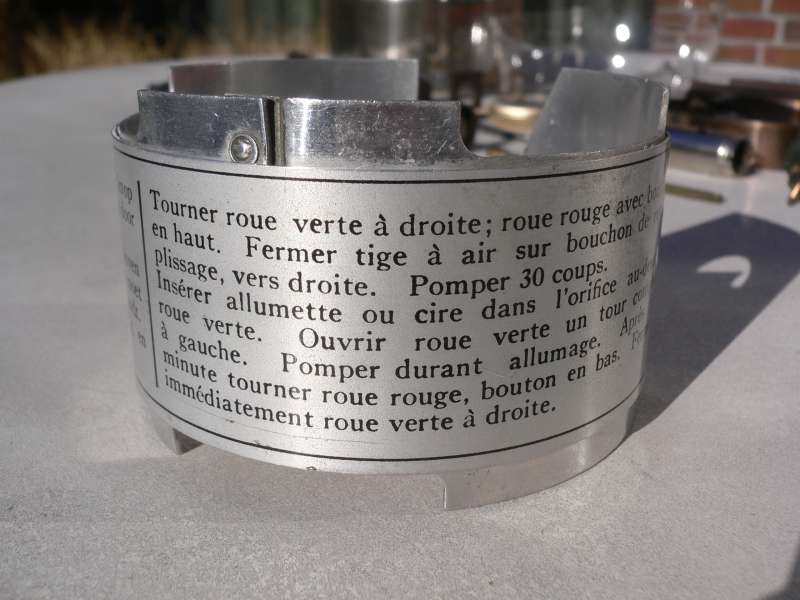 Tourner roue verte à droite; roue rouge avec
en haut. Fermer tige à air sur bouchon de
plissage, vers droite. Pomper 30 coups.
Insérer allumette ou cire dans l'orifice
roue verte. Ouvrir roue verte un tour
à gauche. Pomper durant allumage.
minute tourner roue rouge, bouton en bas.
immédiatement roue verte à droite.
en